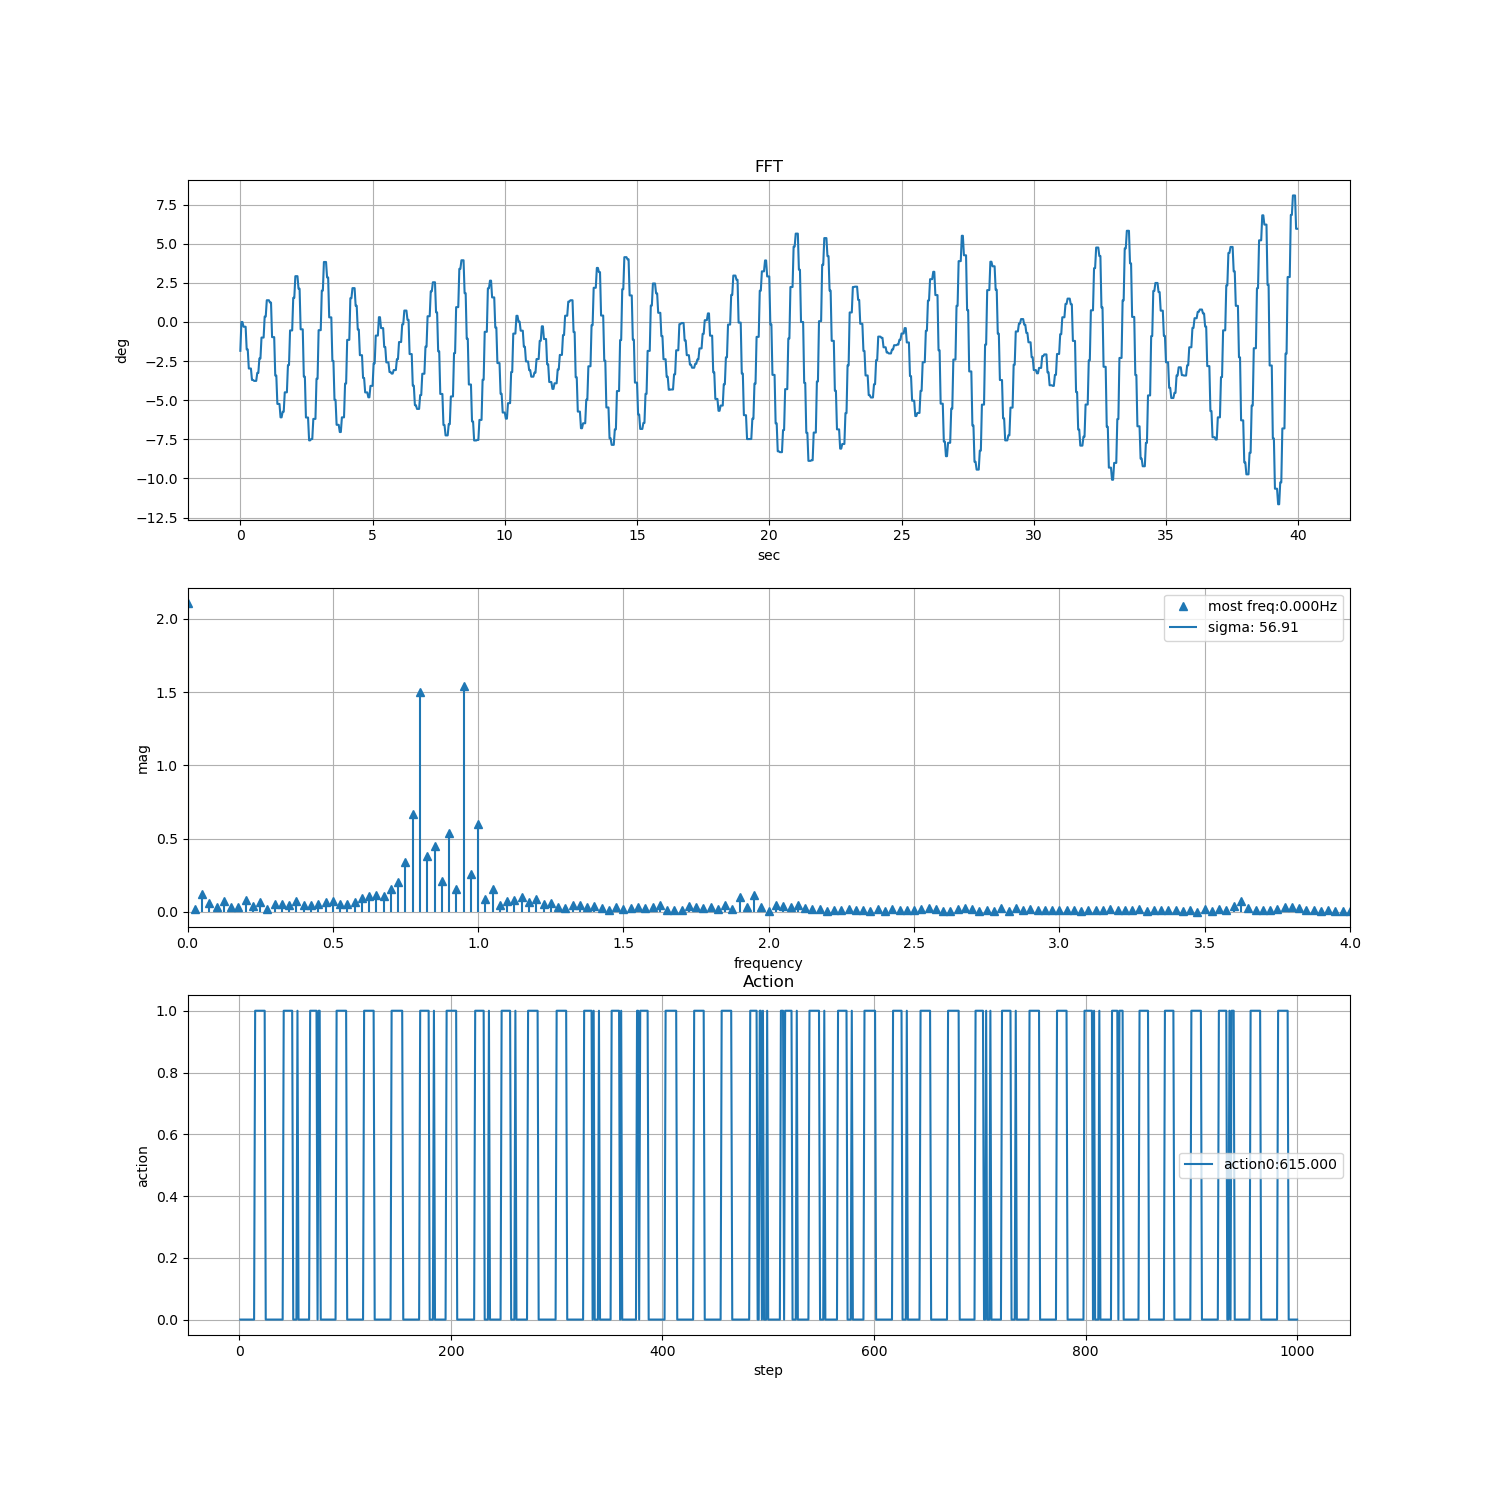 FFT
7.5
5.0
2.5
0.0
−2.5
−5.0
−7.5
−10.0
−12.5
deg
0 5 10 15 20 25 30 35 40
sec
most freq:0.000Hz
sigma: 56.91
2.0
1.5
1.0
0.5
0.0
mag
0.0 0.5 1.0 1.5 2.0 2.5 3.0 3.5 4.0
frequency
Action
1.0
0.8
0.6
0.4
0.2
0.0
action
action0:615.000
0 200 400 600 800 1000
step